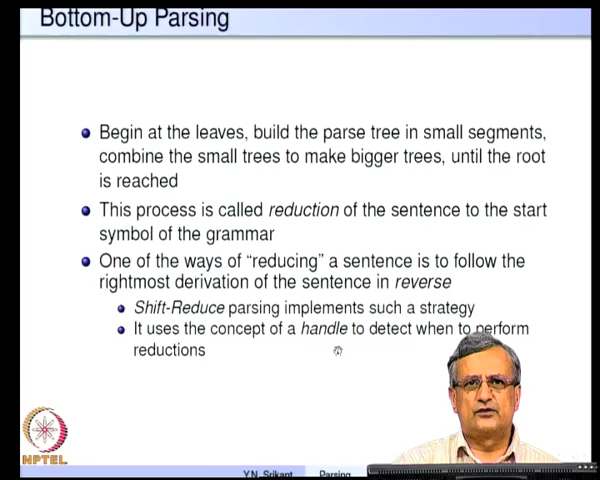 Bottom-Up Parsing
Begin at the leaves, build the parse tree in small segments,
combine the small trees to make bigger trees, until the root
is reached
This process is called reduction of the sentence to the start
symbol of the grammar
One of the ways of “reducing” a sentence is to follow the
rightmost derivation of the sentence in reverse
Shift-Reduce parsing implements such a strategy
It uses the concept of a handle to detect when to perform
reductions
NPTEL
Y.N. Srikant Parsing